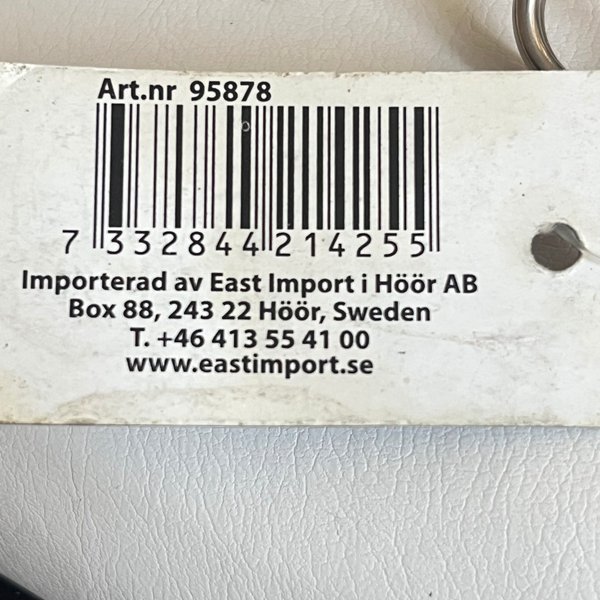 Art.nr 95878
7 332844 214255
Importerad av East Import i Höör AB
Box 88, 243 22 Höör, Sweden
T. +46 413 55 41 00
www.eastimport.se